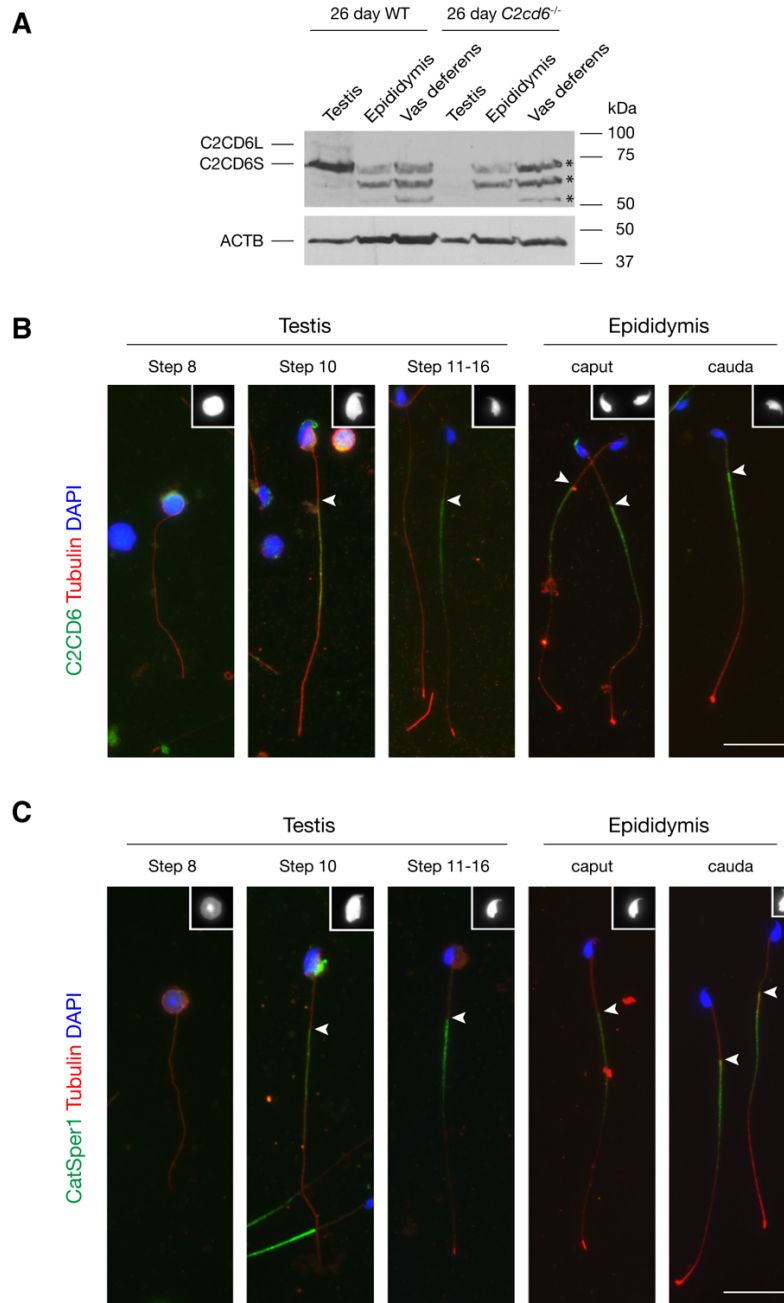 A
26 day WT
26 day C2cd6-/-
Testis
Epididymis
Vas deferens
Testis
Epididymis
Vas deferens
kDa
C2CD6L
C2CD6S
100
75
50
*
*
*
ACTB
50
37
B
Testis
Epididymis
Step 8
Step 10
Step 11-16
caput
cauda
C2CD6 Tubulin DAPI
C
Testis
Epididymis
Step 8
Step 10
Step 11-16
caput
cauda
CatSper1 Tubulin DAPI